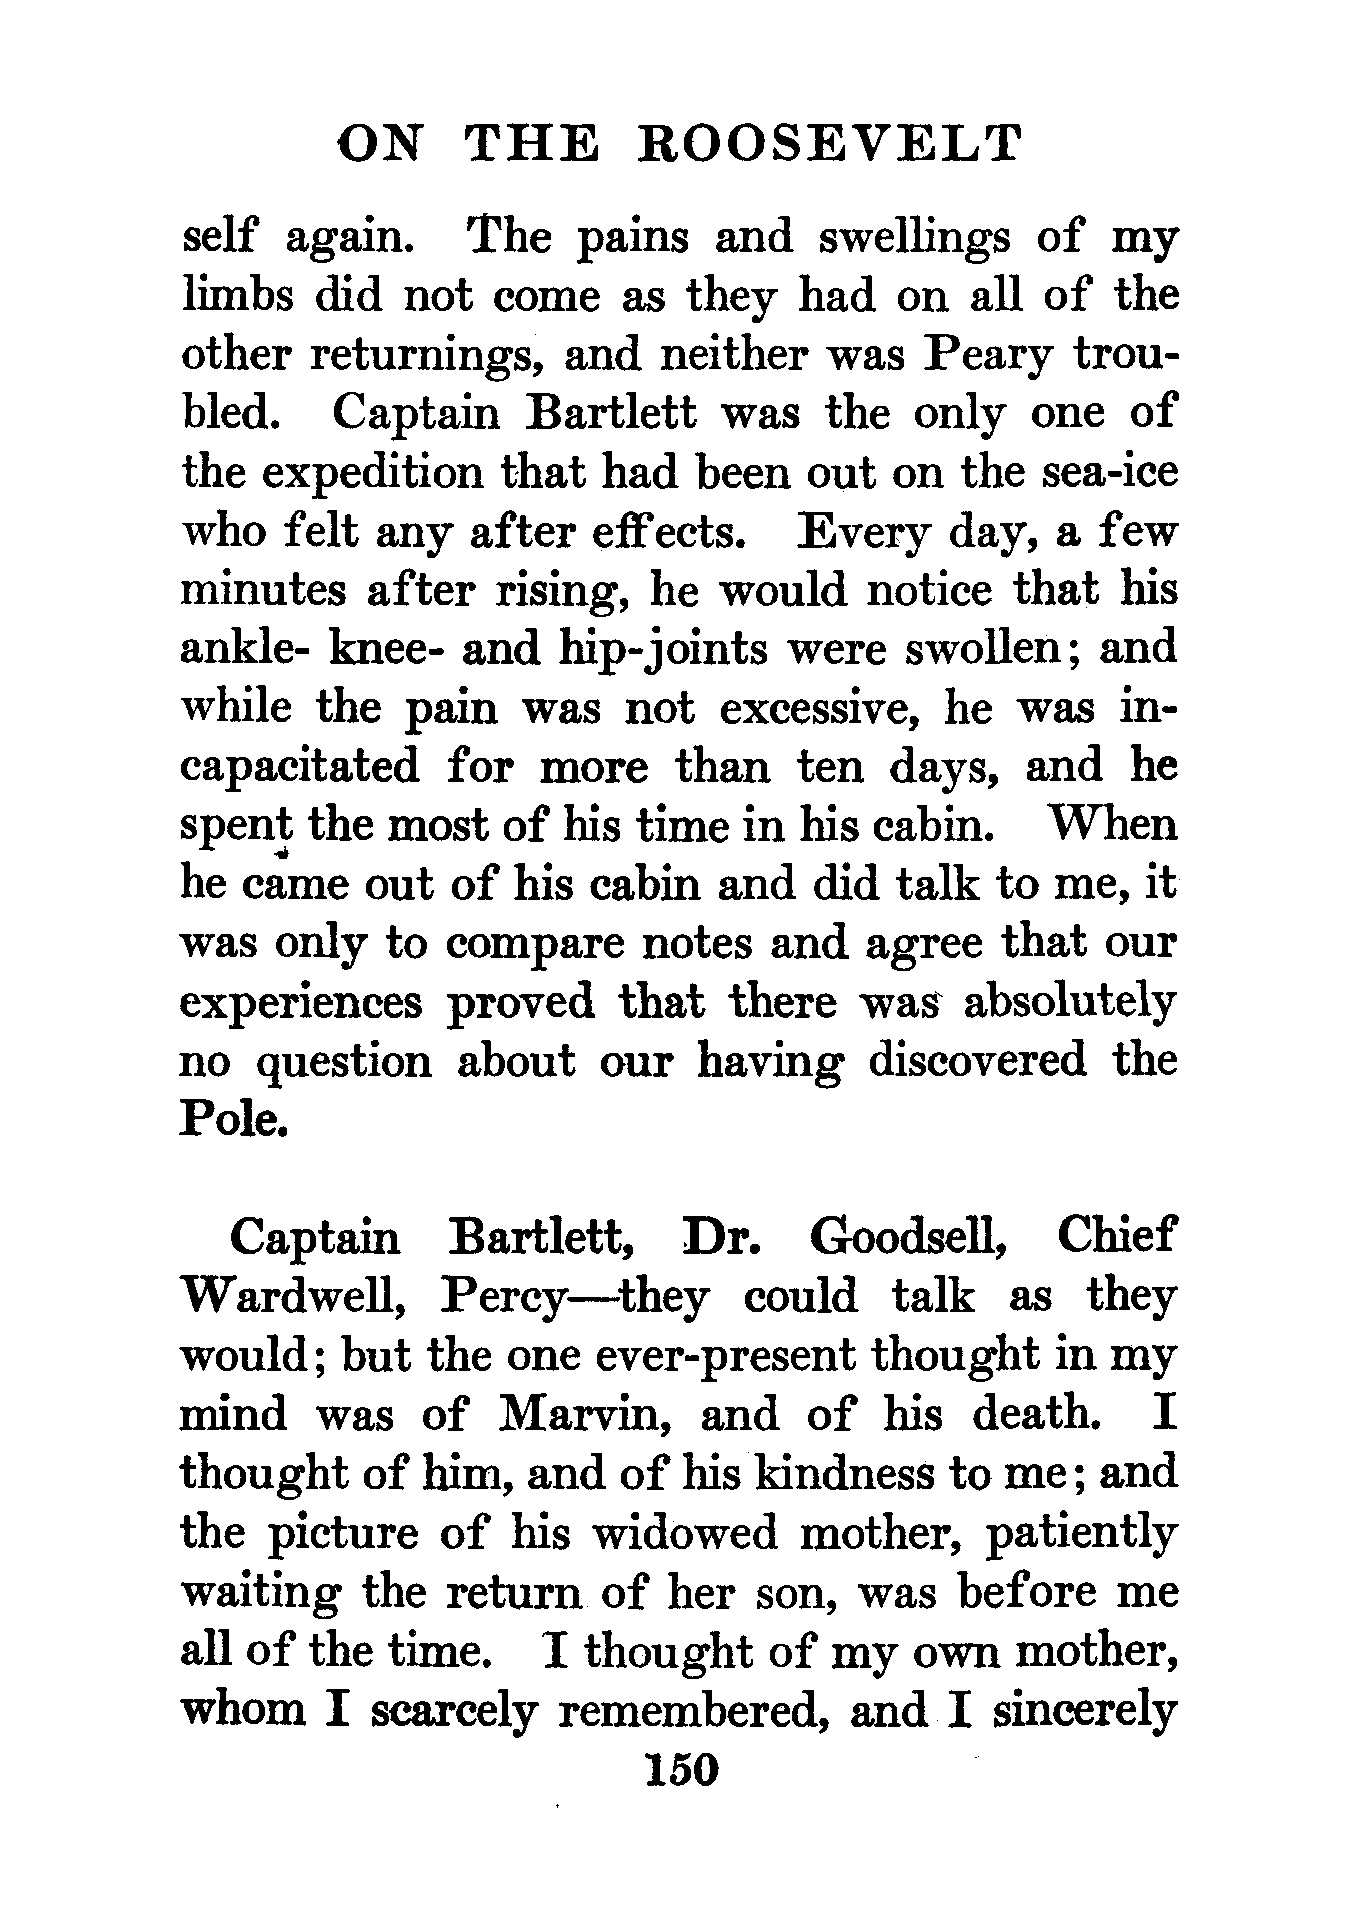 ON THE ROOSEVELT
self again. The pains and swellings of my
limbs did not come as they had on all of the
other returnings, and neither was Peary trou-
bled. Captain Bartlett was the only one of
the expedition that had been out on the sea-ice
who felt any after effects. Every day, a few
minutes after rising, he would notice that his
ankle- knee- and hip-joints were swollen; and
while the pain was not excessive, he was in-
capacitated for more than ten days, and he
spent the most of his time in his cabin. When
he came out of his cabin and did talk to me, it
was only to compare notes and agree that our
experiences proved that there was absolutely
no question about our having discovered the
Pole.
Captain Bartlett, Dr. Goodsell, Chief
Wardwell, Percy—they could talk as they
would; but the one ever-present thought in my
mind was of Marvin, and of his death. I
thought of him, and of his kindness to me; and
the picture of his widowed mother, patiently
waiting the return of her son, was before me
all of the time. I thought of my own mother,
whom I scarcely remembered, and I sincerely
150